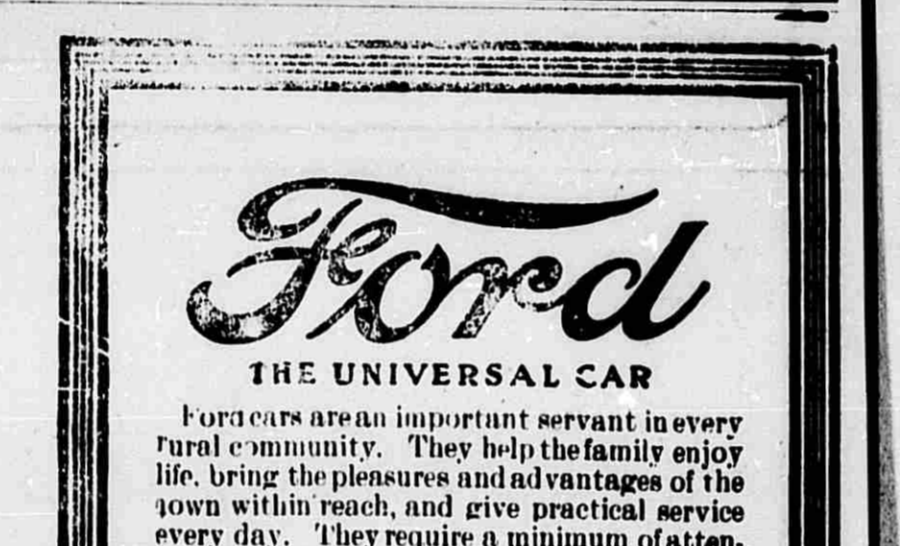 Ford
THE UNIVERSAL CAR
Ford cars are an important servant in every
rural community. They help the family enjoy
life, bring the pleasures and advantages of the
town within reach, and give practical service
every day. They require a minimum of atten-